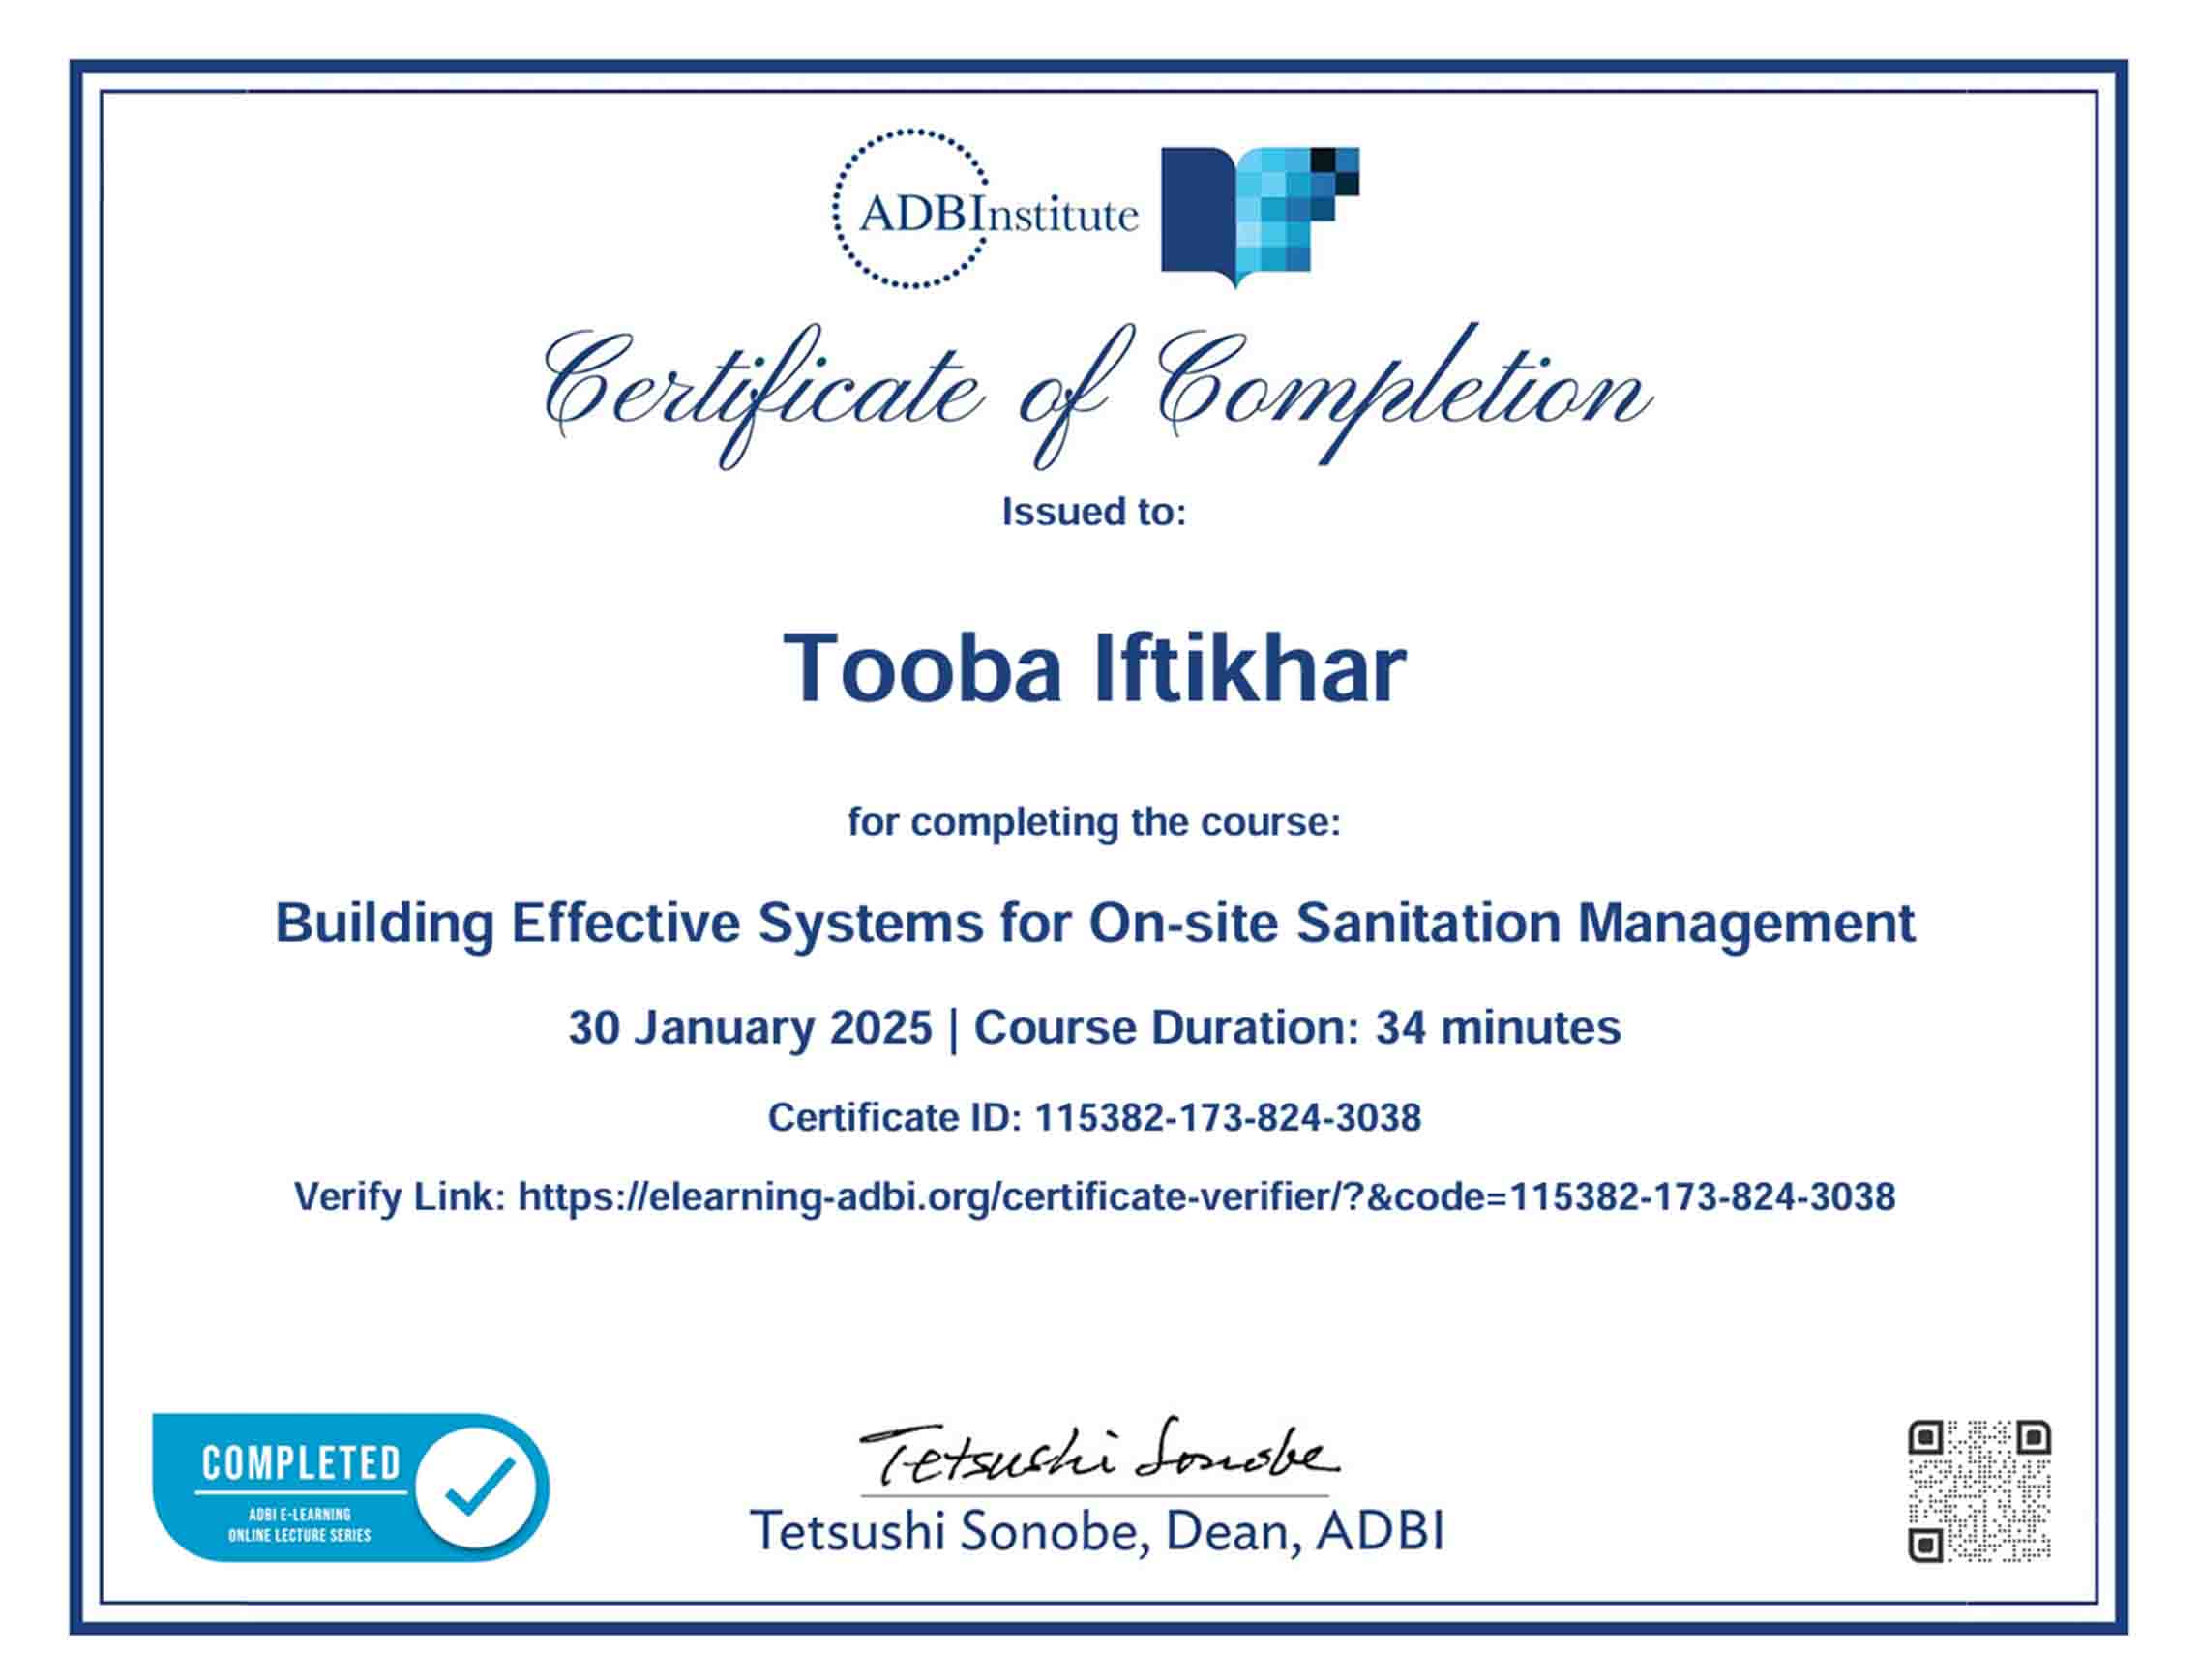 ADBInstitute
Certificate of Completion
Issued to:
Tooba Iftikhar
for completing the course:
Building Effective Systems for On-site Sanitation Management
30 January 2025 | Course Duration: 34 minutes
Certificate ID: 115382-173-824-3038
Verify Link: https://elearning-adbi.org/certificate-verifier/?&code=115382-173-824-3038
COMPLETED
ADBI E-LEARNING
ONLINE LECTURE SERIES
Tetsushi Sonobe
Tetsushi Sonobe, Dean, ADBI